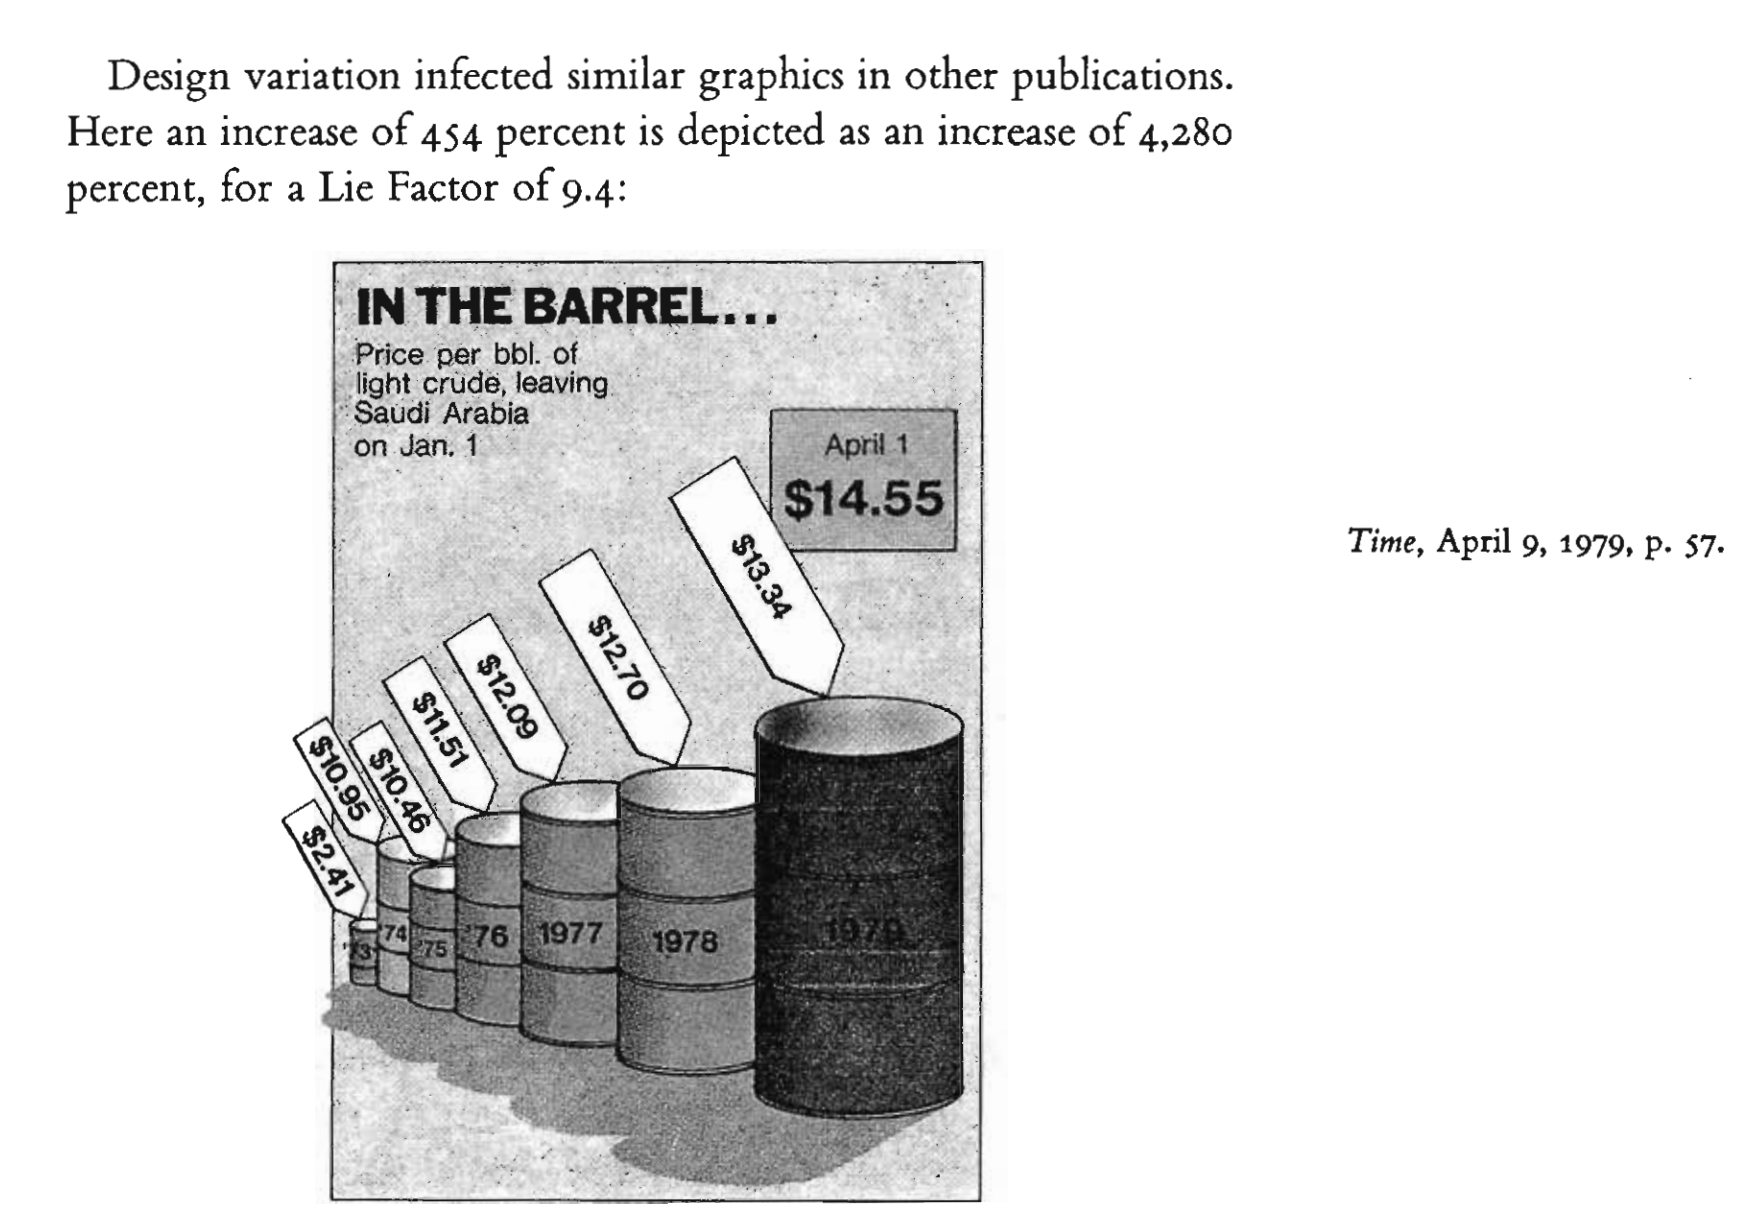 Design variation infected similar graphics in other publications.
Here an increase of 454 percent is depicted as an increase of 4,280
percent, for a Lie Factor of 9.4:
IN THE BARREL...
Price per bbl. of
light crude, leaving
Saudi Arabia
on Jan. 1
April 1
$14.55
$13.34
$12.70
$12.09
$11.51
$10.46
$10.95
$2.41
'73
'74
'75
'76
1977
1978
1979
Time, April 9, 1979, p. 57.